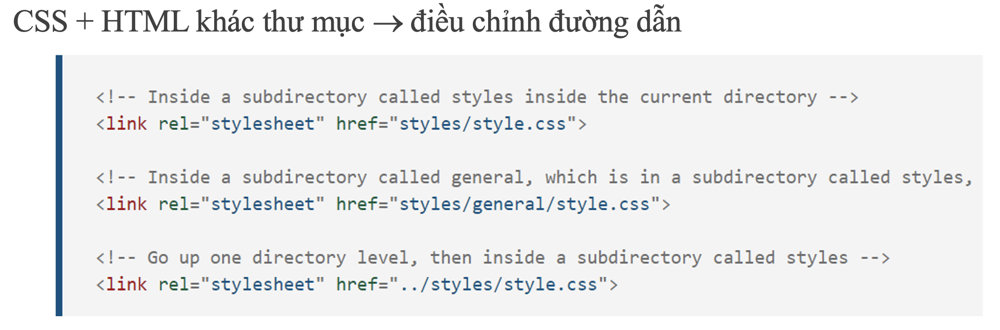 CSS + HTML khác thư mục → điều chỉnh đường dẫn
<!-- Inside a subdirectory called styles inside the current directory -->
<link rel="stylesheet" href="styles/style.css">
<!-- Inside a subdirectory called general, which is in a subdirectory called styles,
<link rel="stylesheet" href="styles/general/style.css">
<!-- Go up one directory level, then inside a subdirectory called styles -->
<link rel="stylesheet" href="../styles/style.css">